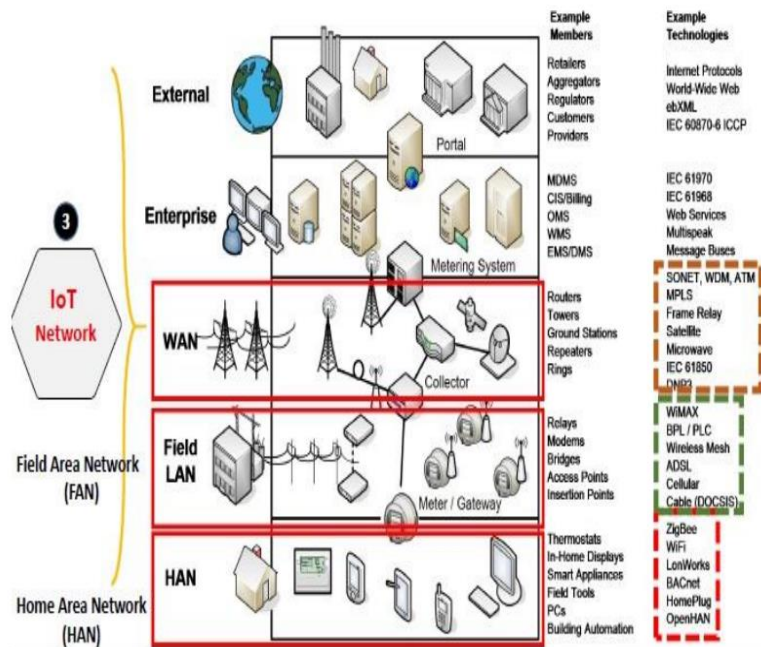 Example
Members
Example
Technologies
External
Retailers
Aggregators
Regulators
Customers
Providers
Internet Protocols
World-Wide Web
ebXML
IEC 60870-6 ICCP
Portal
3
IoT
Network
Enterprise
MDMS
CIS/Billing
OMS
WMS
EMS/DMS
IEC 61970
IEC 61968
Web Services
Multispeak
Message Buses
Metering System
WAN
Routers
Towers
Ground Stations
Repeaters
Rings
SONET, WDM, ATM
MPLS
Frame Relay
Satellite
Microwave
IEC 61850
DNP3
Collector
Field Area Network
(FAN)
Field
LAN
Relays
Modems
Bridges
Access Points
Insertion Points
WiMAX
BPL / PLC
Wireless Mesh
ADSL
Cellular
Cable (DOCSIS)
Meter / Gateway
Home Area Network
(HAN)
HAN
Thermostats
In-Home Displays
Smart Appliances
Field Tools
PCs
Building Automation
ZigBee
WiFi
LonWorks
BACnet
HomePlug
OpenHAN